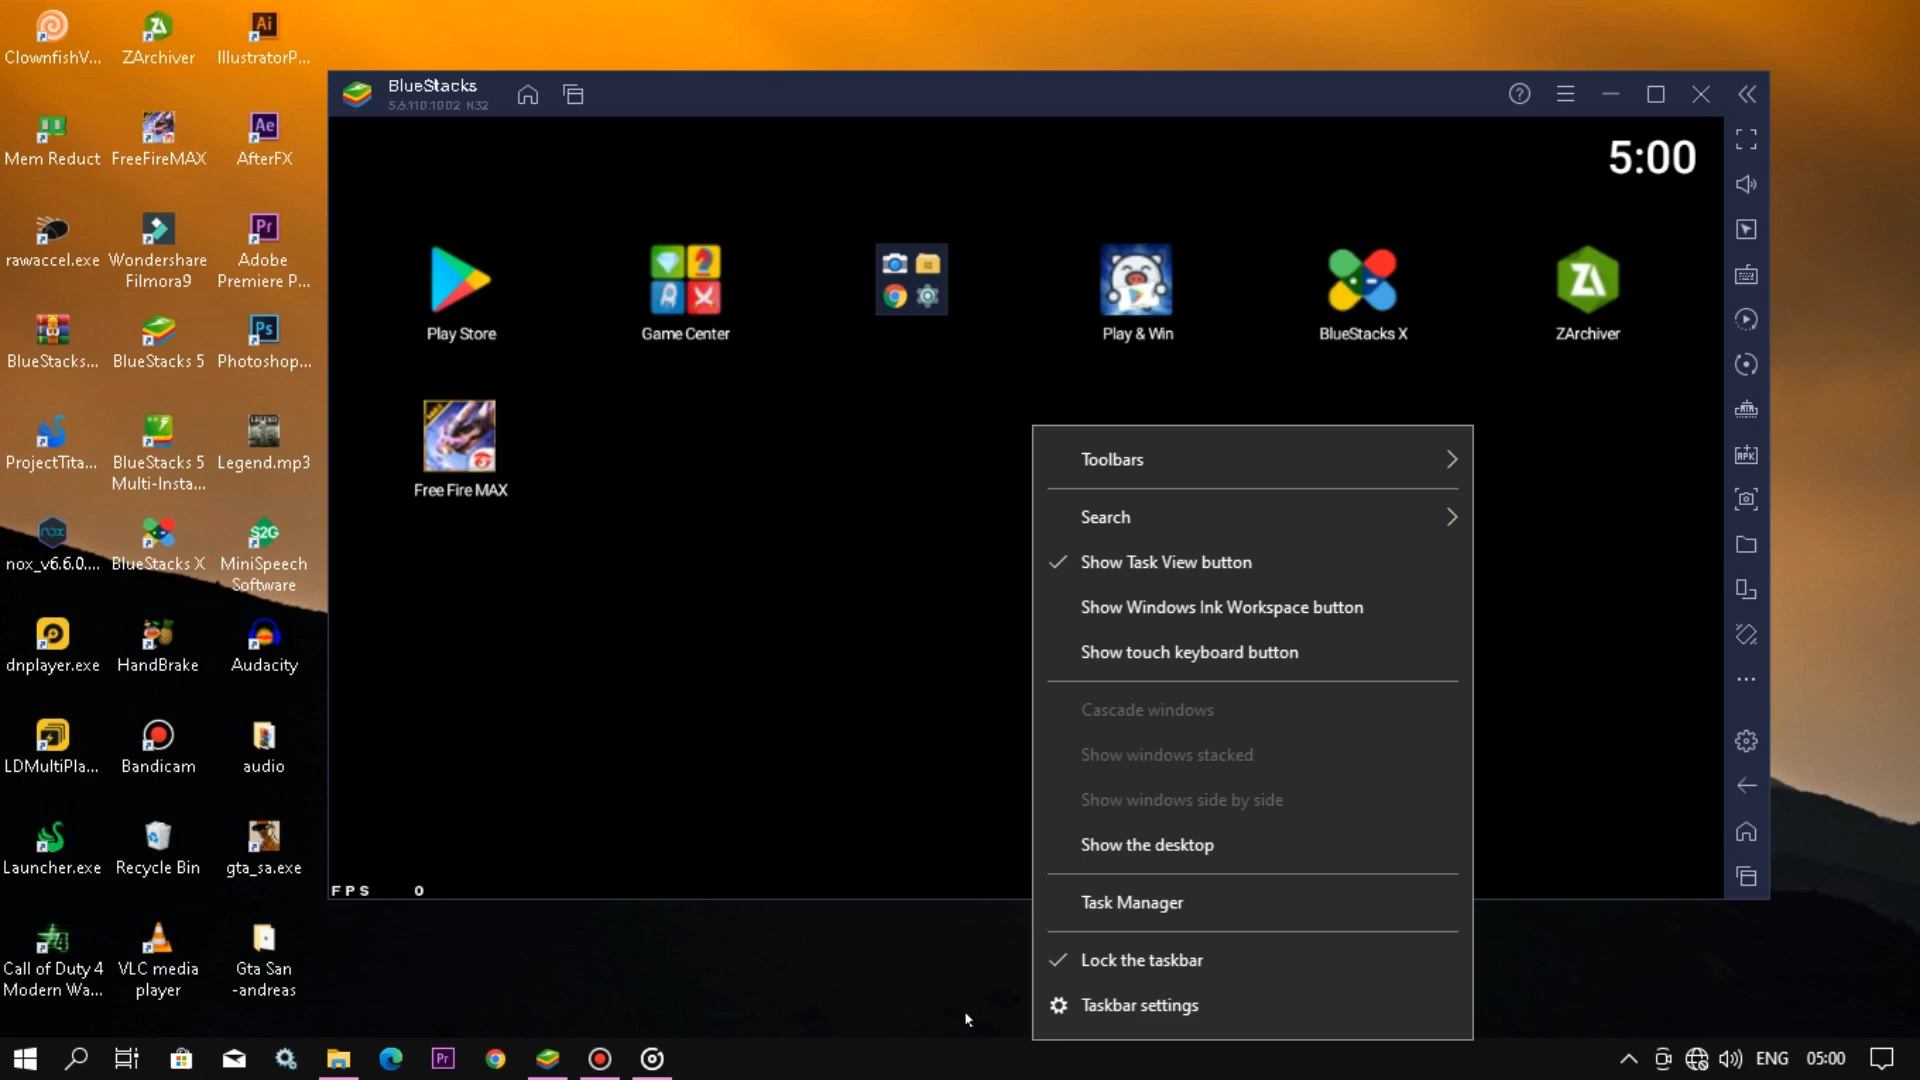 ClownfishV...
ZArchiver
IllustratorP...
Mem Reduct
FreeFireMAX
AfterFX
rawaccel.exe
Wondershare
Filmora9
Adobe
Premiere P...
BlueStacks...
BlueStacks 5
Photoshop...
ProjectTita...
BlueStacks 5
Multi-Insta...
Legend.mp3
nox_v6.6.0....
BlueStacks X
MiniSpeech
Software
dnplayer.exe
HandBrake
Audacity
LDMultiPla...
Bandicam
audio
Launcher.exe
Recycle Bin
gta_sa.exe
Call of Duty 4
Modern Wa...
VLC media
player
Gta San
-andreas
BlueStacks
5.6.110.1002 N32
5:00
Play Store
Game Center
Play & Win
BlueStacks X
ZArchiver
Free Fire MAX
FPS 0
Toolbars
Search
Show Task View button
Show Windows Ink Workspace button
Show touch keyboard button
Cascade windows
Show windows stacked
Show windows side by side
Show the desktop
Task Manager
Lock the taskbar
Taskbar settings
ENG 05:00